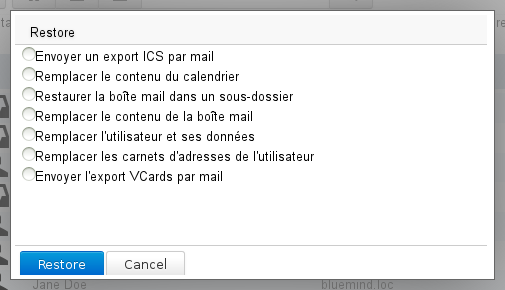 Restore
Envoyer un export ICS par mail
Remplacer le contenu du calendrier
Restaurer la boîte mail dans un sous-dossier
Remplacer le contenu de la boîte mail
Remplacer l'utilisateur et ses données
Remplacer les carnets d'adresses de l'utilisateur
Envoyer l'export VCards par mail
Restore Cancel
Jane Doe bluemind.loc